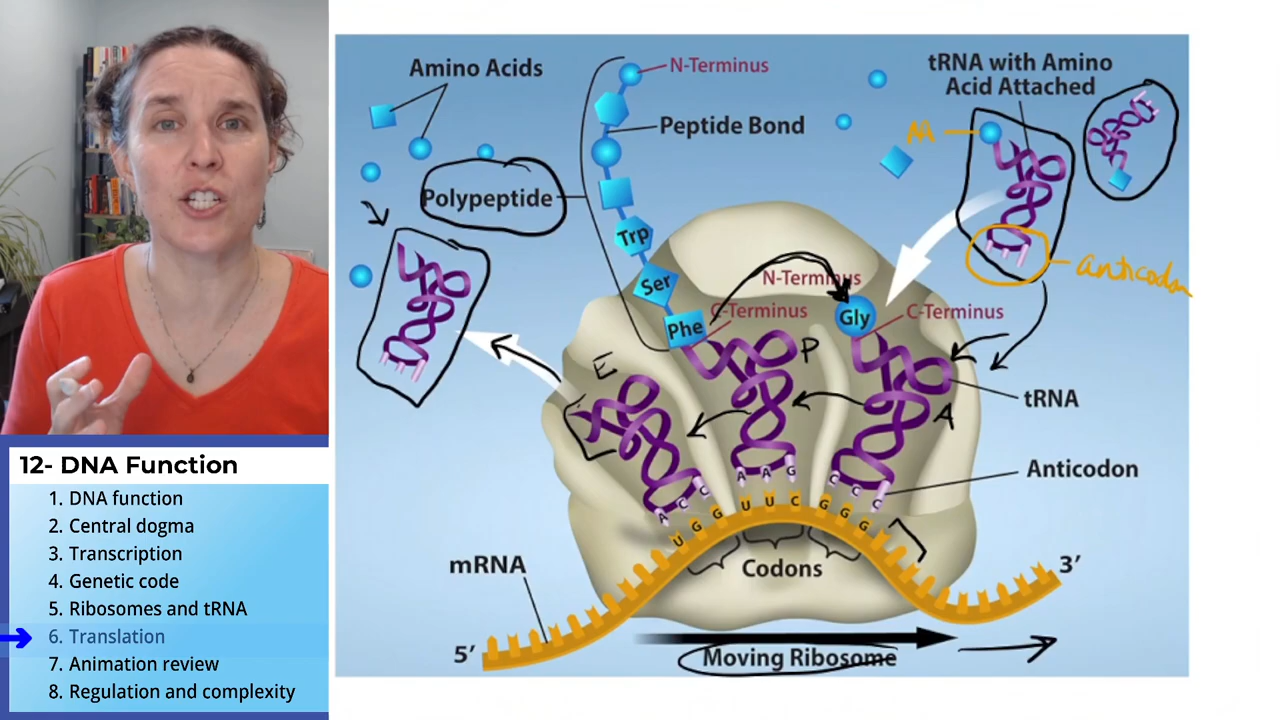 Amino Acids
N-Terminus
tRNA with Amino
Acid Attached
Peptide Bond
M
Polypeptide
Trp
anticodon
Ser
N-Terminus
Phe
C-Terminus
Gly
C-Terminus
E
P
A
tRNA
Anticodon
A C C
A A G
C C C
U G G U U C G G G
Codons
mRNA
5′
3′
Moving Ribosome
12- DNA Function
1. DNA function
2. Central dogma
3. Transcription
4. Genetic code
5. Ribosomes and tRNA
6. Translation
7. Animation review
8. Regulation and complexity